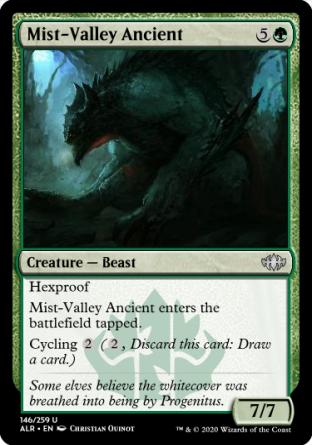 Mist-Valley Ancient 5
Creature — Beast
Hexproof
Mist-Valley Ancient enters the
battlefield tapped.
Cycling 2 (2, Discard this card: Draw
a card.)
Some elves believe the whitecover was
breathed into being by Progenitus.
7/7
146/259 U
ALR • EN Christian Quinot
™ & © 2020 Wizards of the Coast